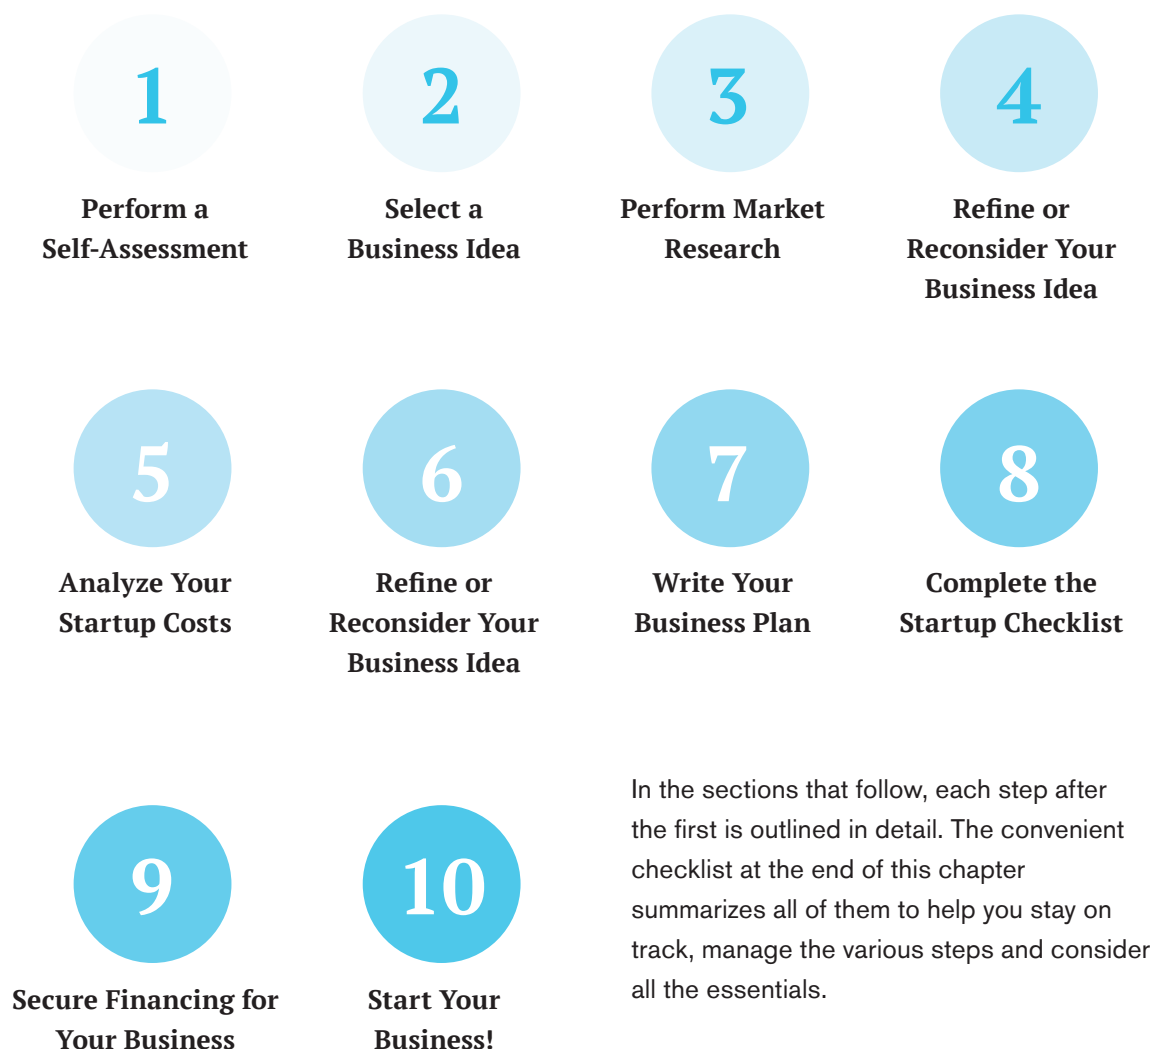 1
Perform a
Self-Assessment
2
Select a
Business Idea
3
Perform Market
Research
4
Refine or
Reconsider Your
Business Idea
5
Analyze Your
Startup Costs
6
Refine or
Reconsider Your
Business Idea
7
Write Your
Business Plan
8
Complete the
Startup Checklist
9
Secure Financing for
Your Business
10
Start Your
Business!
In the sections that follow, each step after
the first is outlined in detail. The convenient
checklist at the end of this chapter
summarizes all of them to help you stay on
track, manage the various steps and consider
all the essentials.